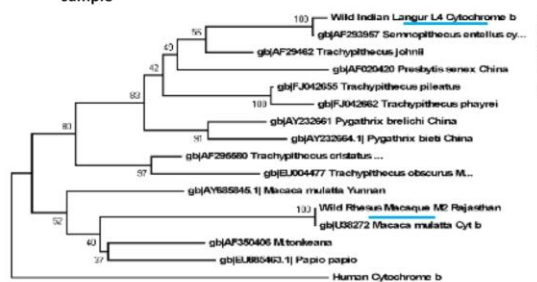 sample
100 Wild Indian Langur L4 Cytochrome b
56 gb|AF293957 Semnopithecus entellus cy...
49 gb|AF29462 Trachypithecus johnii
42 gb|AF020420 Presbytis senex China
gb|FJ042655 Trachypithecus pileatus
83 100 gb|FJ042662 Trachypithecus phayrei
gb|AY232661 Pygathrix brelichi China
80 91 gb|AY232664.1| Pygathrix bieti China
gb|AF295580 Trachypithecus cristatus ...
97 gb|EU004477 Trachypithecus obscurus M...
gb|AY685845.1| Macaca mulatta Yunnan
52 100 Wild Rhesus Macaque M2 Rajasthan
gb|U38272 Macaca mulatta Cyt b
40 gb|AF350406 M.tonkeana
37 gb|EU885463.1| Papio papio
Human Cytochrome b